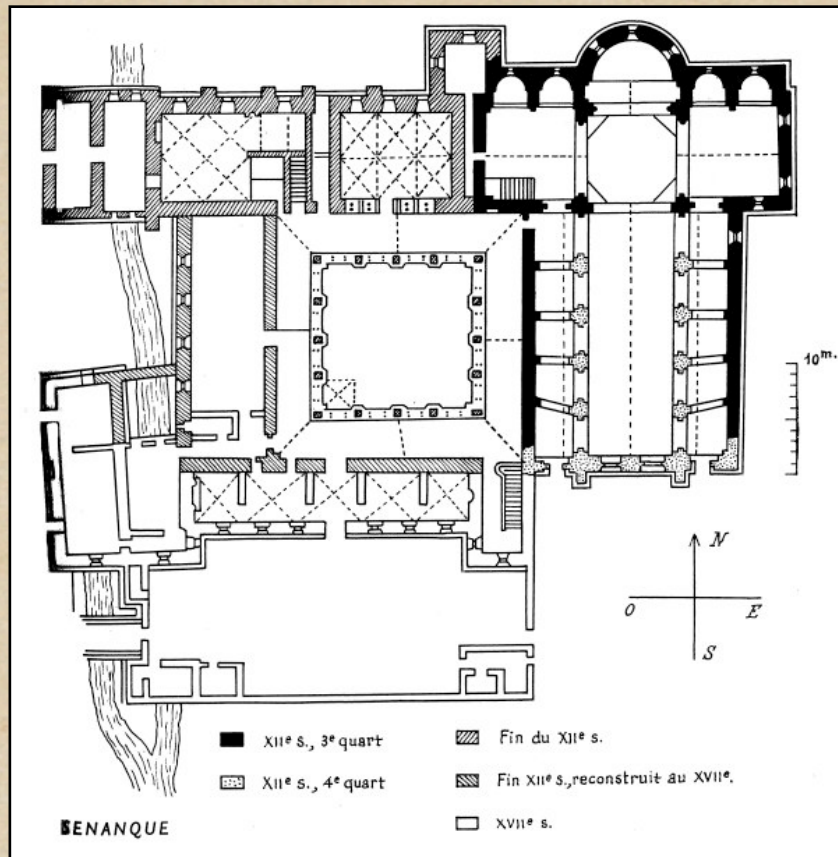 10m.
N
O E
S
XIIe s., 3e quart
XIIe s., 4e quart
Fin du XIIe s.
Fin XIIe s., reconstruit au XVIIe.
XVIIe s.
SENANQUE